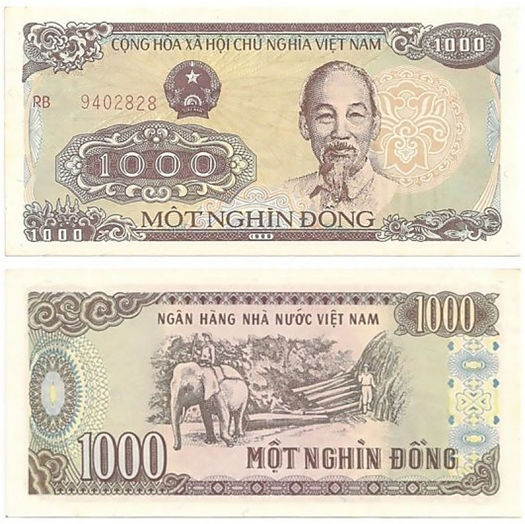 CỘNG HÒA XÃ HỘI CHỦ NGHĨA VIỆT NAM
1000
RB 9402828
1000
MỘT NGHÌN ĐỒNG
1000
1988
NGÂN HÀNG NHÀ NƯỚC VIỆT NAM
1000
1000
MỘT NGHÌN ĐỒNG